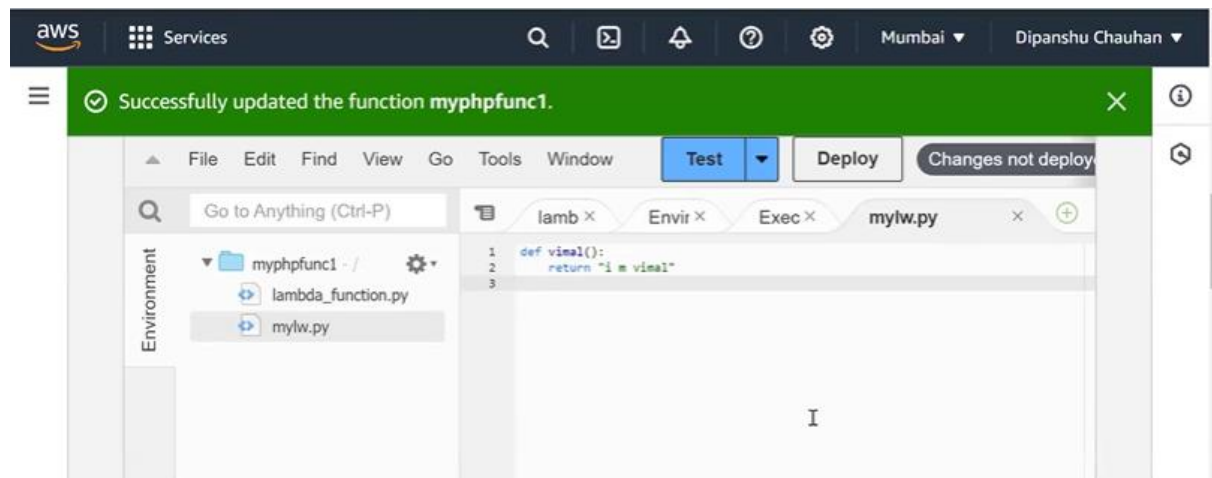 aws Services Mumbai ▼ Dipanshu Chauhan ▼
Successfully updated the function myphpfunc1.
File Edit Find View Go Tools Window Test Deploy Changes not deploy
Go to Anything (Ctrl-P) lamb × Envir × Exec × mylw.py ×
Environment
myphpfunc1 - /
lambda_function.py
mylw.py
1 def vimal():
2 return "i m vimal"
3